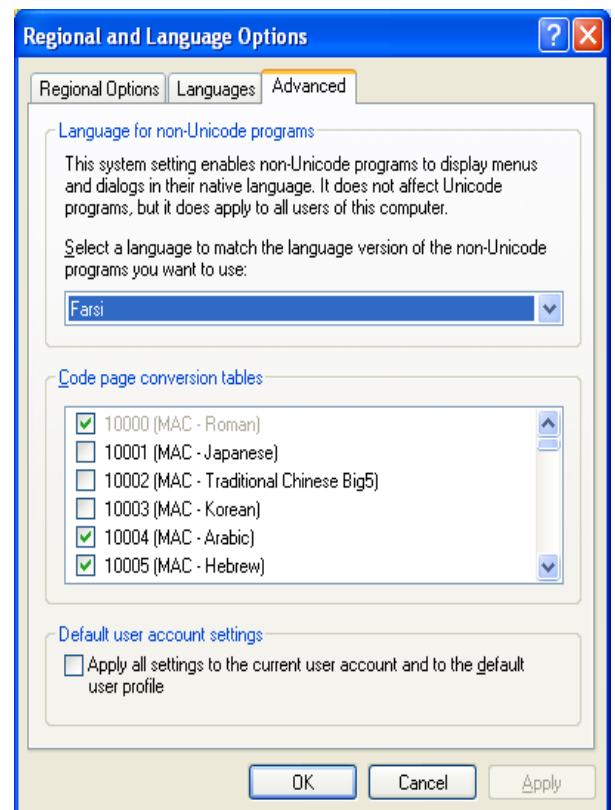 Regional and Language Options
Regional Options Languages Advanced
Language for non-Unicode programs
This system setting enables non-Unicode programs to display menus
and dialogs in their native language. It does not affect Unicode
programs, but it does apply to all users of this computer.
Select a language to match the language version of the non-Unicode
programs you want to use:
Farsi
Code page conversion tables
10000 (MAC - Roman)
10001 (MAC - Japanese)
10002 (MAC - Traditional Chinese Big5)
10003 (MAC - Korean)
10004 (MAC - Arabic)
10005 (MAC - Hebrew)
Default user account settings
Apply all settings to the current user account and to the default
user profile
OK Cancel Apply